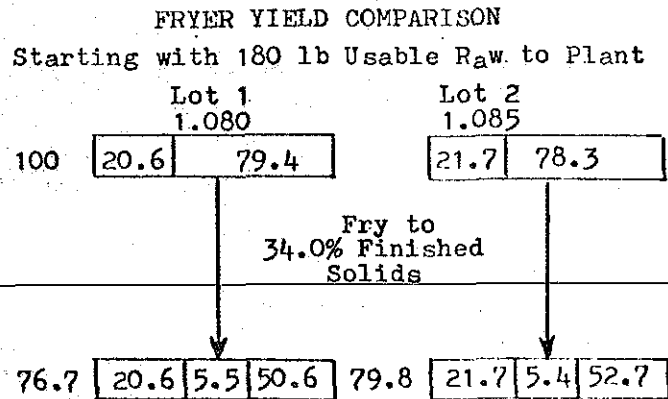 FRYER YIELD COMPARISON
Starting with 180 lb Usable Raw to Plant
Lot 1 Lot 2
1.080 1.085
100 20.6 79.4 21.7 78.3
Fry to
34.0% Finished
Solids
76.7 20.6 5.5 50.6 79.8 21.7 5.4 52.7